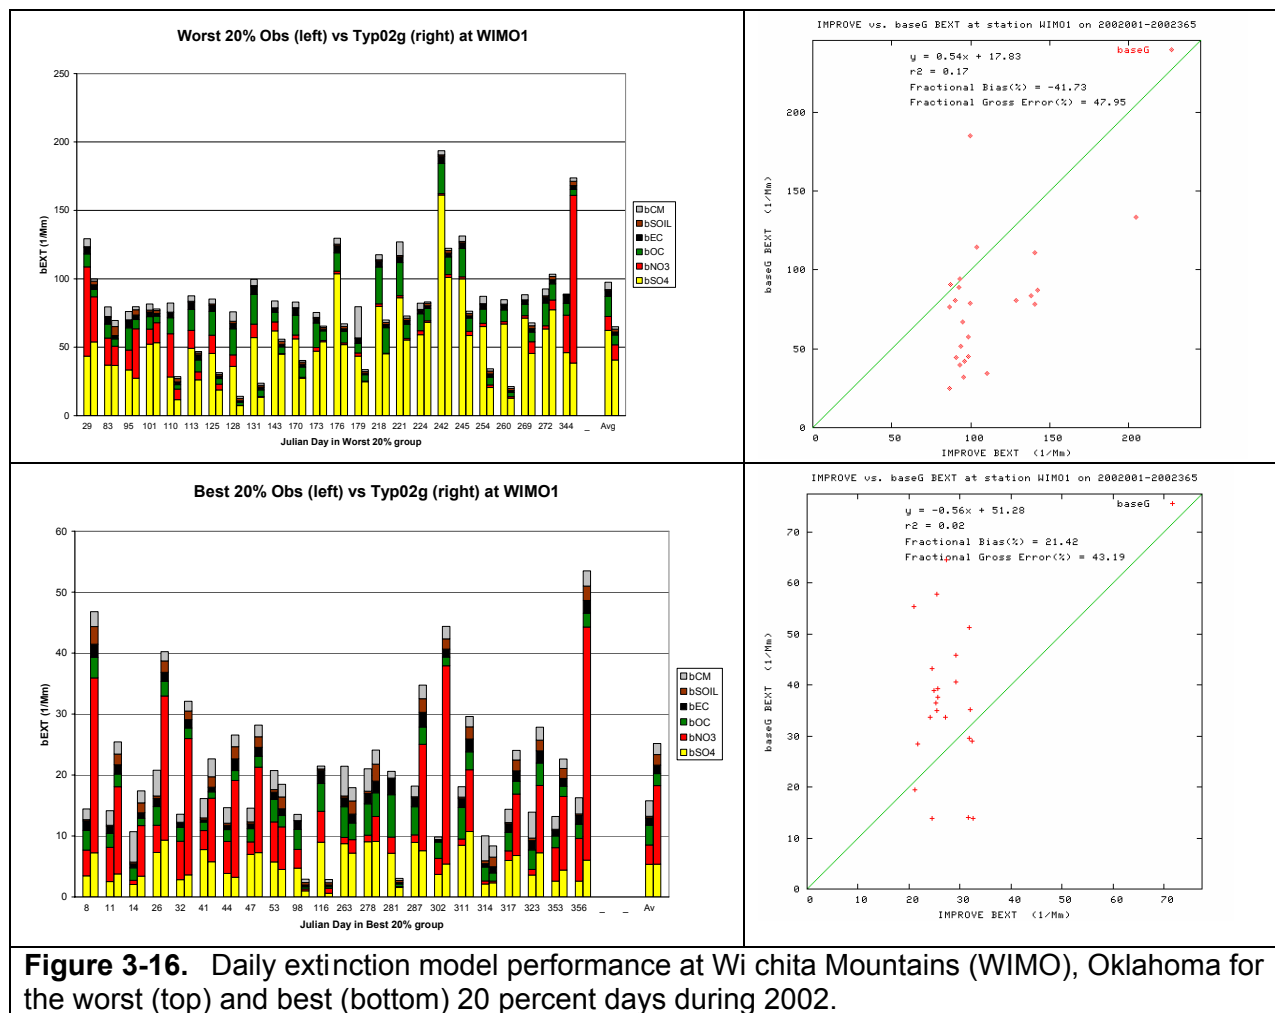 Worst 20% Obs (left) vs Typ02g (right) at WIMO1
250
200
150
100
50
0
bEXT (1/Mm)
29 83 95 101 110 113 125 128 131 143 170 173 176 179 218 221 224 242 245 254 260 269 272 344 _ Avg
Julian Day in Worst 20% group
bCM
bSOIL
bEC
bOC
bNO3
bSO4
IMPROVE vs. baseG BEXT at station WIMO1 on 2002001-2002365
baseG
y = 0.54x + 17.83
r2 = 0.17
Fractional Bias(%) = -41.73
Fractional Gross Error(%) = 47.95
200
150
100
50
0
baseG BEXT (1/Mm)
0 50 100 150 200
IMPROVE BEXT (1/Mm)
Best 20% Obs (left) vs Typ02g (right) at WIMO1
60
50
40
30
20
10
0
bEXT (1/Mm)
8 11 14 26 32 41 44 47 53 98 116 263 278 281 287 302 311 314 317 323 353 356 _ _ Av
Julian Day in Best 20% group
bCM
bSOIL
bEC
bOC
bNO3
bSO4
IMPROVE vs. baseG BEXT at station WIMO1 on 2002001-2002365
baseG
y = -0.56x + 51.28
r2 = 0.02
Fractional Bias(%) = 21.42
Fractional Gross Error(%) = 43.19
70
60
50
40
30
20
10
0
baseG BEXT (1/Mm)
0 10 20 30 40 50 60 70
IMPROVE BEXT (1/Mm)
Figure 3-16. Daily extinction model performance at Wi chita Mountains (WIMO), Oklahoma for
the worst (top) and best (bottom) 20 percent days during 2002.